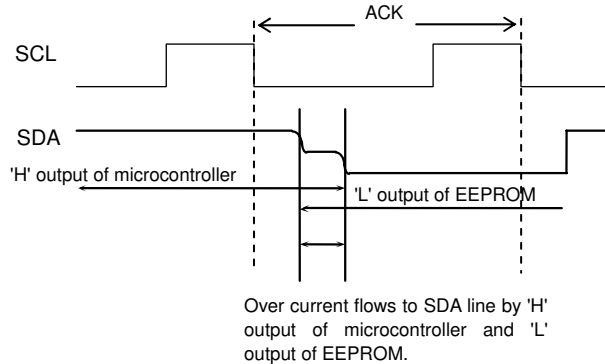 ACK
SCL
SDA
'H' output of microcontroller
'L' output of EEPROM
Over current flows to SDA line by 'H'
output of microcontroller and 'L'
output of EEPROM.